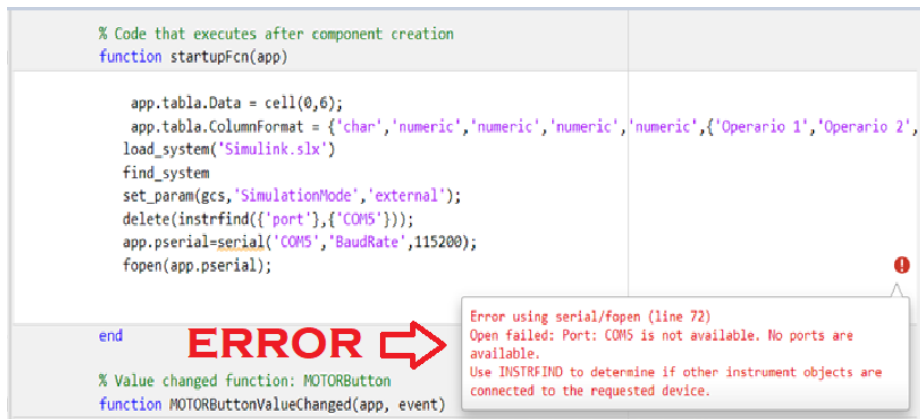 % Code that executes after component creation
function startupFcn(app)
app.tabla.Data = cell(0,6);
app.tabla.ColumnFormat = {'char','numeric','numeric','numeric','numeric',{'Operario 1','Operario 2',
load_system('Simulink.slx')
find_system
set_param(gcs,'SimulationMode','external');
delete(instrfind({'port'},{'COM5'}));
app.pserial=serial('COM5','BaudRate',115200);
fopen(app.pserial);
end
ERROR
Error using serial/fopen (line 72)
Open failed: Port: COM5 is not available. No ports are
available.
Use INSTRFIND to determine if other instrument objects are
connected to the requested device.
% Value changed function: MOTORButton
function MOTORButtonValueChanged(app, event)